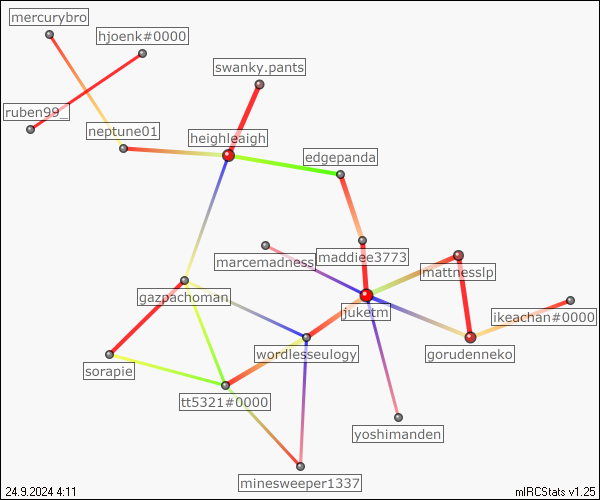 mercurybro
hjoenk#0000
swanky.pants
ruben99_
neptune01
heighleaigh
edgepanda
maddiee3773
marcemadness
mattnesslp
gazpachoman
juketm
ikeachan#0000
wordlesseulogy
gorudenneko
sorapie
tt5321#0000
yoshimanden
minesweeper1337
24.9.2024 4:11
mIRCStats v1.25